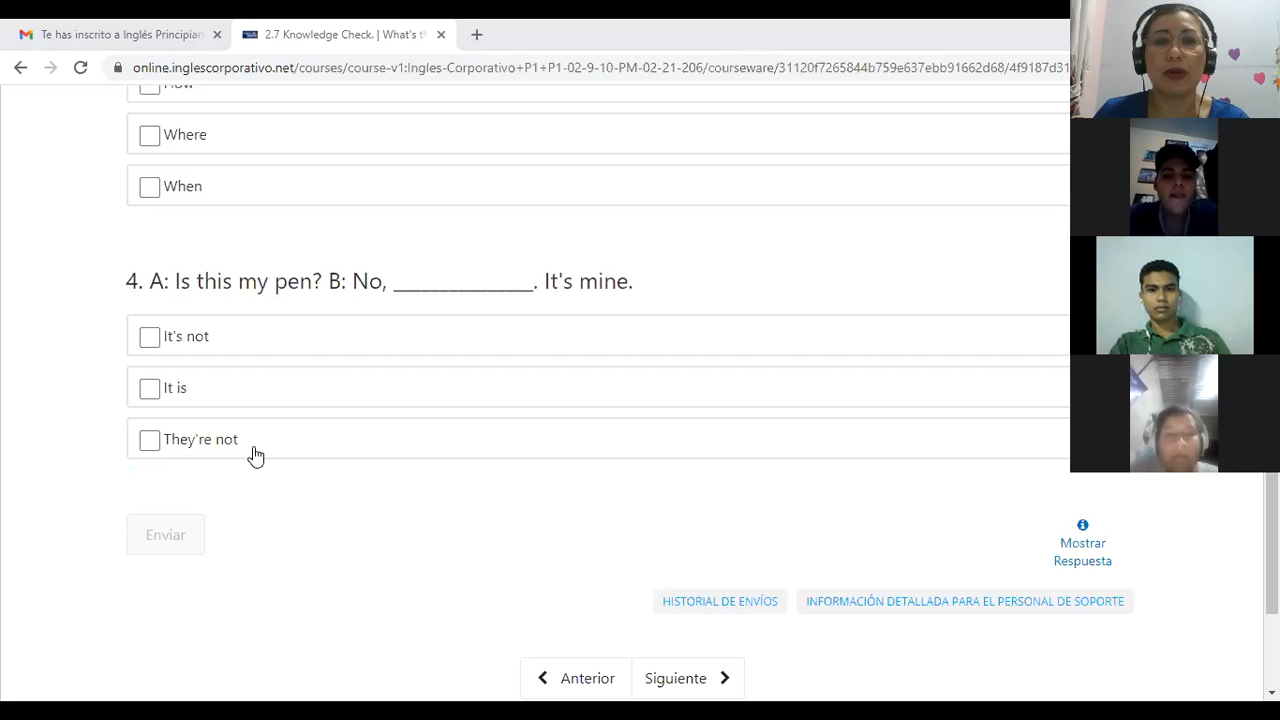 Te has inscrito a Inglés Principian
2.7 Knowledge Check. | What's th
online.inglescorporativo.net/courses/course-v1:Ingles-Corporativo+P1+P1-02-9-10-PM-02-21-206/courseware/31120f7265844b759e637ebb91662d68/4f9187d31
How
Where
When
4. A: Is this my pen? B: No, _______________. It's mine.
It's not
It is
They're not
Enviar
Mostrar
Respuesta
HISTORIAL DE ENVÍOS
INFORMACIÓN DETALLADA PARA EL PERSONAL DE SOPORTE
Anterior
Siguiente